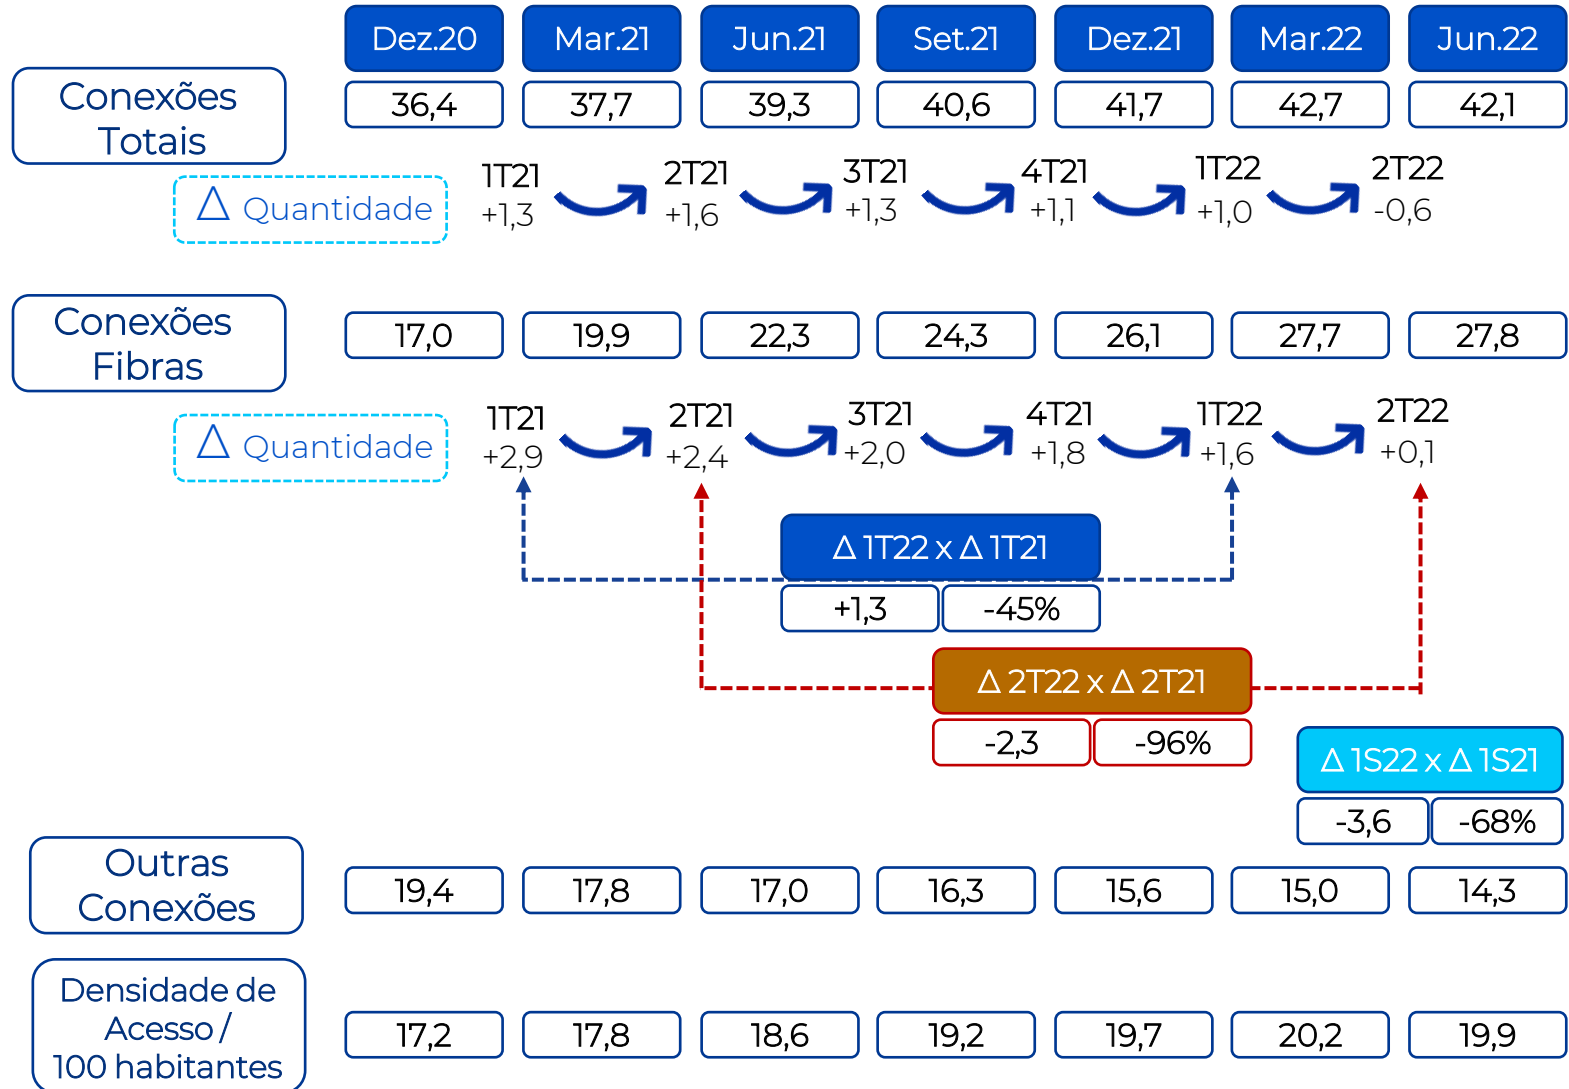 Dez.20 Mar.21 Jun.21 Set.21 Dez.21 Mar.22 Jun.22
Conexões
Totais
36,4 37,7 39,3 40,6 41,7 42,7 42,1
1T21 2T21 3T21 4T21 1T22 2T22
Δ Quantidade
+1,3 +1,6 +1,3 +1,1 +1,0 -0,6
Conexões
Fibras
17,0 19,9 22,3 24,3 26,1 27,7 27,8
1T21 2T21 3T21 4T21 1T22 2T22
Δ Quantidade
+2,9 +2,4 +2,0 +1,8 +1,6 +0,1
Δ 1T22 x Δ 1T21
+1,3 -45%
Δ 2T22 x Δ 2T21
-2,3 -96%
Δ 1S22 x Δ 1S21
-3,6 -68%
Outras
Conexões
19,4 17,8 17,0 16,3 15,6 15,0 14,3
Densidade de
Acesso /
100 habitantes
17,2 17,8 18,6 19,2 19,7 20,2 19,9